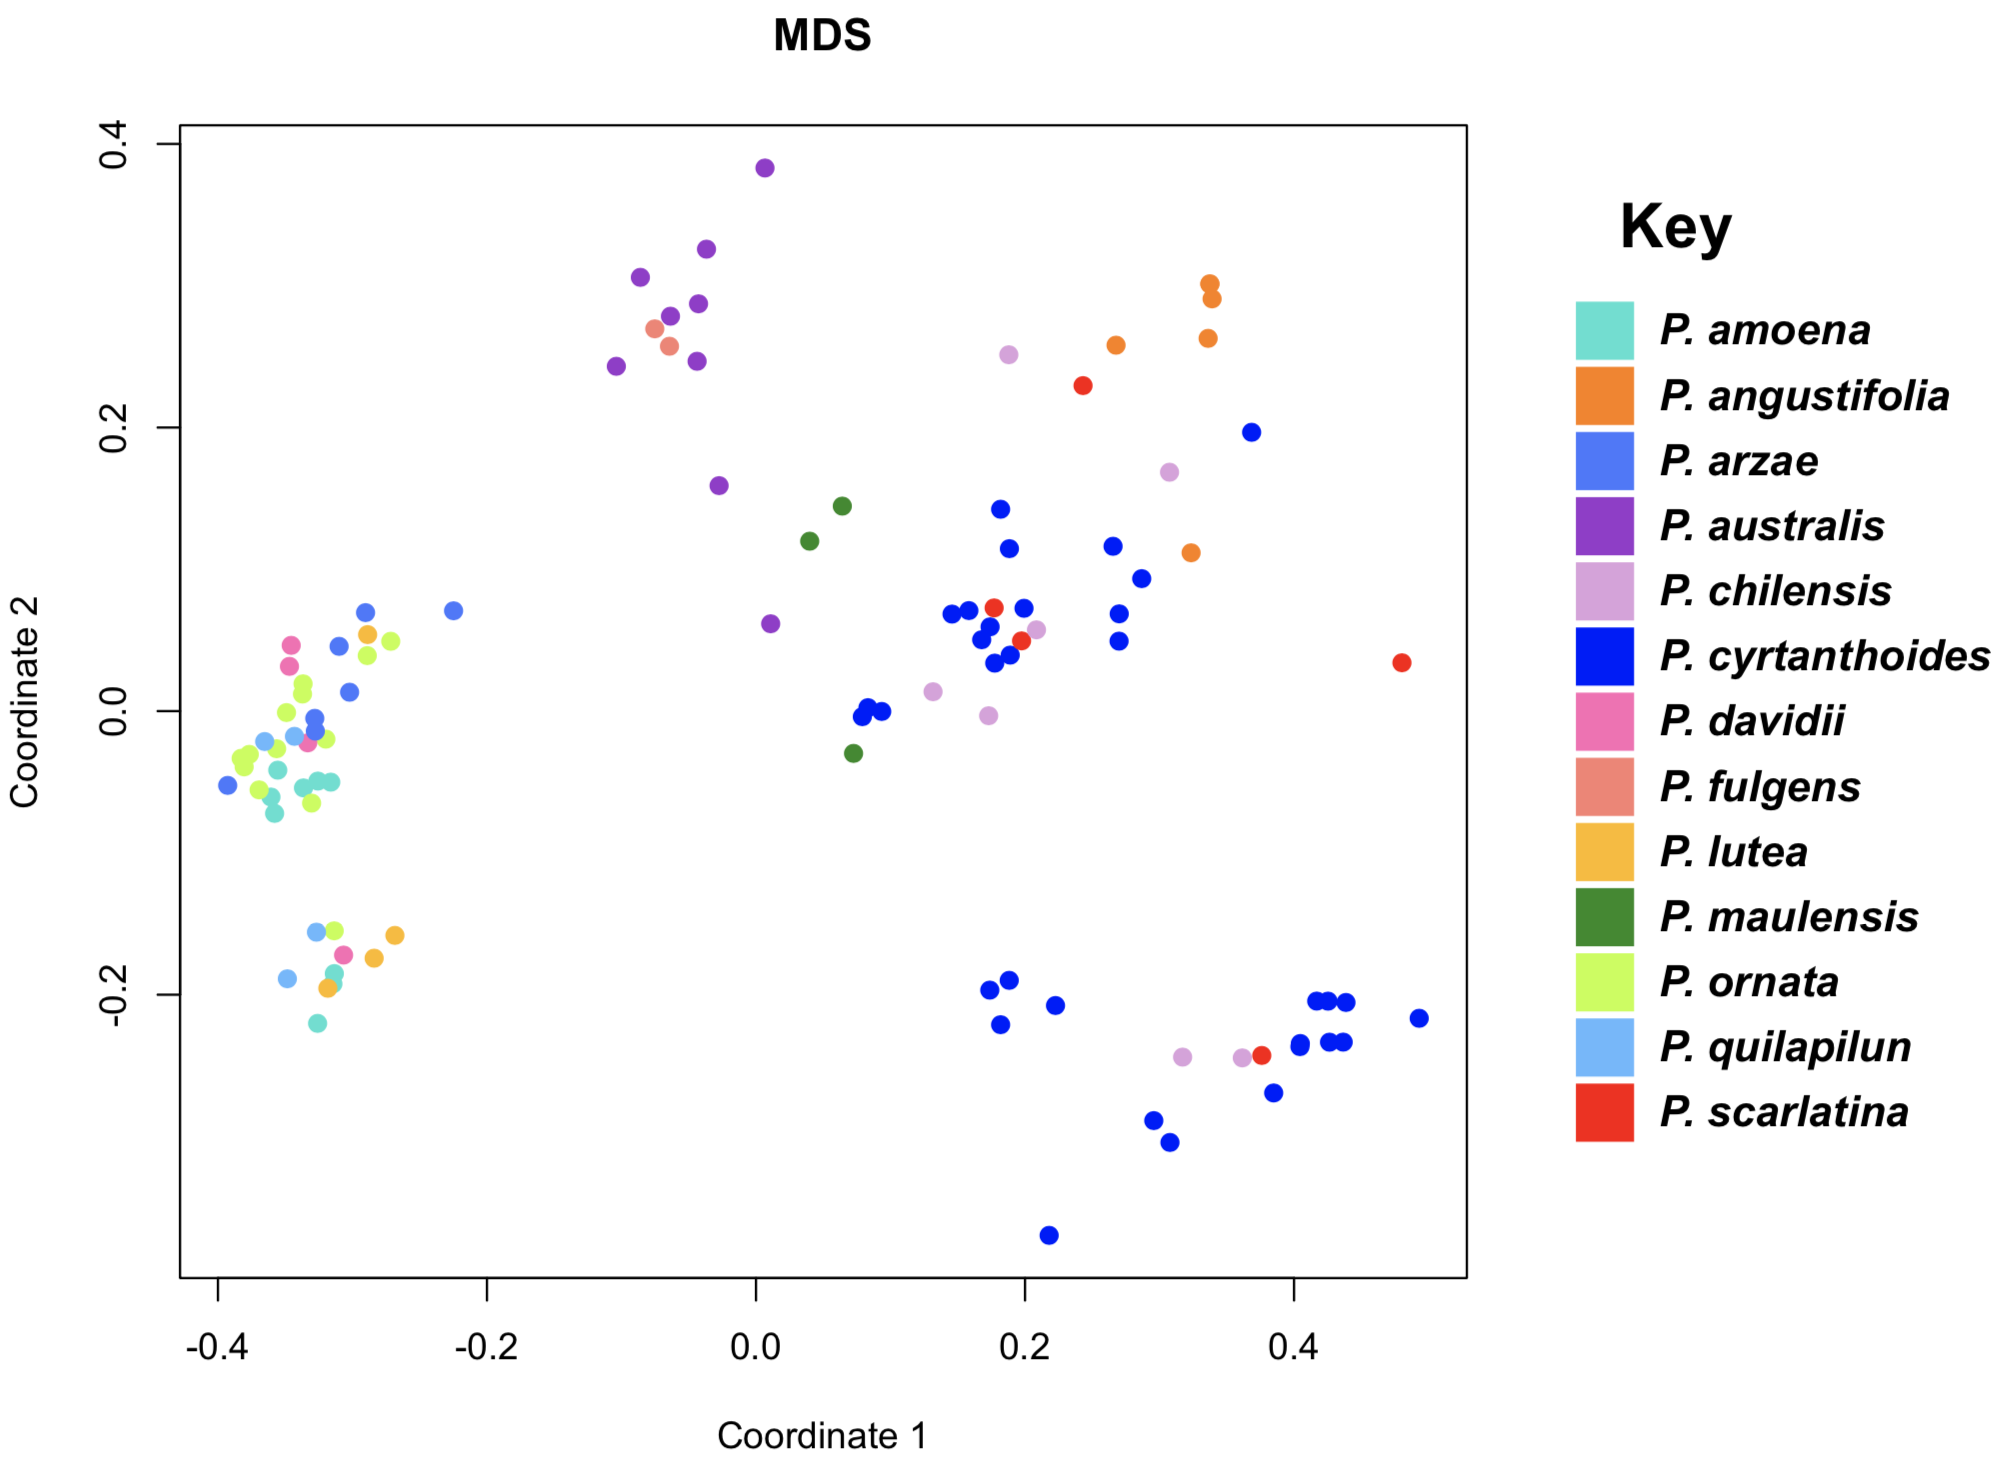 MDS
0.4
0.2
0.0
-0.2
Coordinate 2
-0.4
-0.2
0.0
0.2
0.4
Coordinate 1
Key
P. amoena
P. angustifolia
P. arzae
P. australis
P. chilensis
P. cyrtanthoides
P. davidii
P. fulgens
P. lutea
P. maulensis
P. ornata
P. quilapilun
P. scarlatina